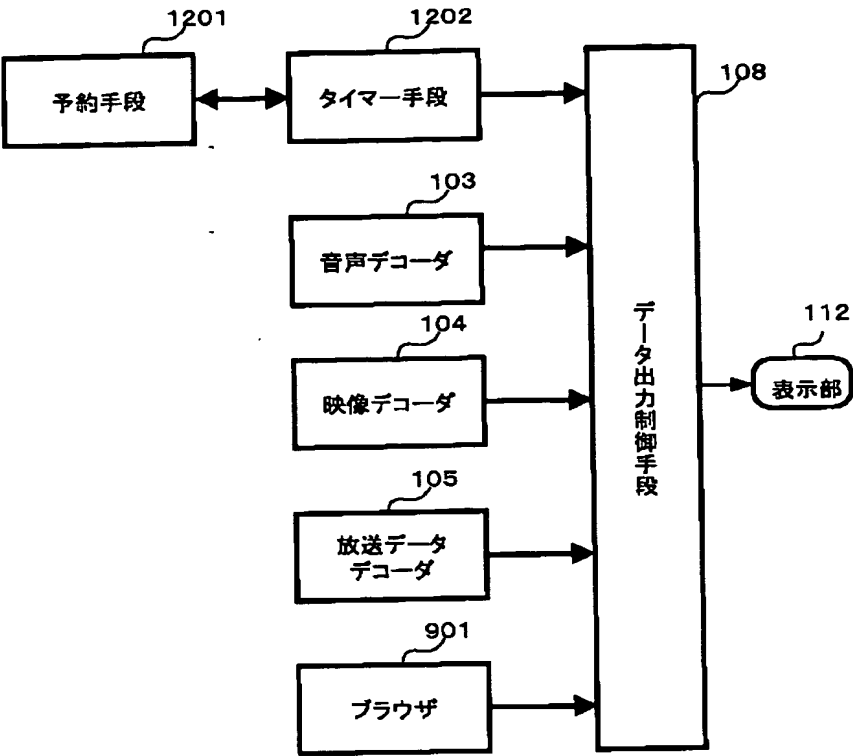 1201
予約手段
1202
タイマー手段
108
103
音声デコーダ
104
映像デコーダ
105
放送データ
デコーダ
901
ブラウザ
データ出力制御手段
112
表示部